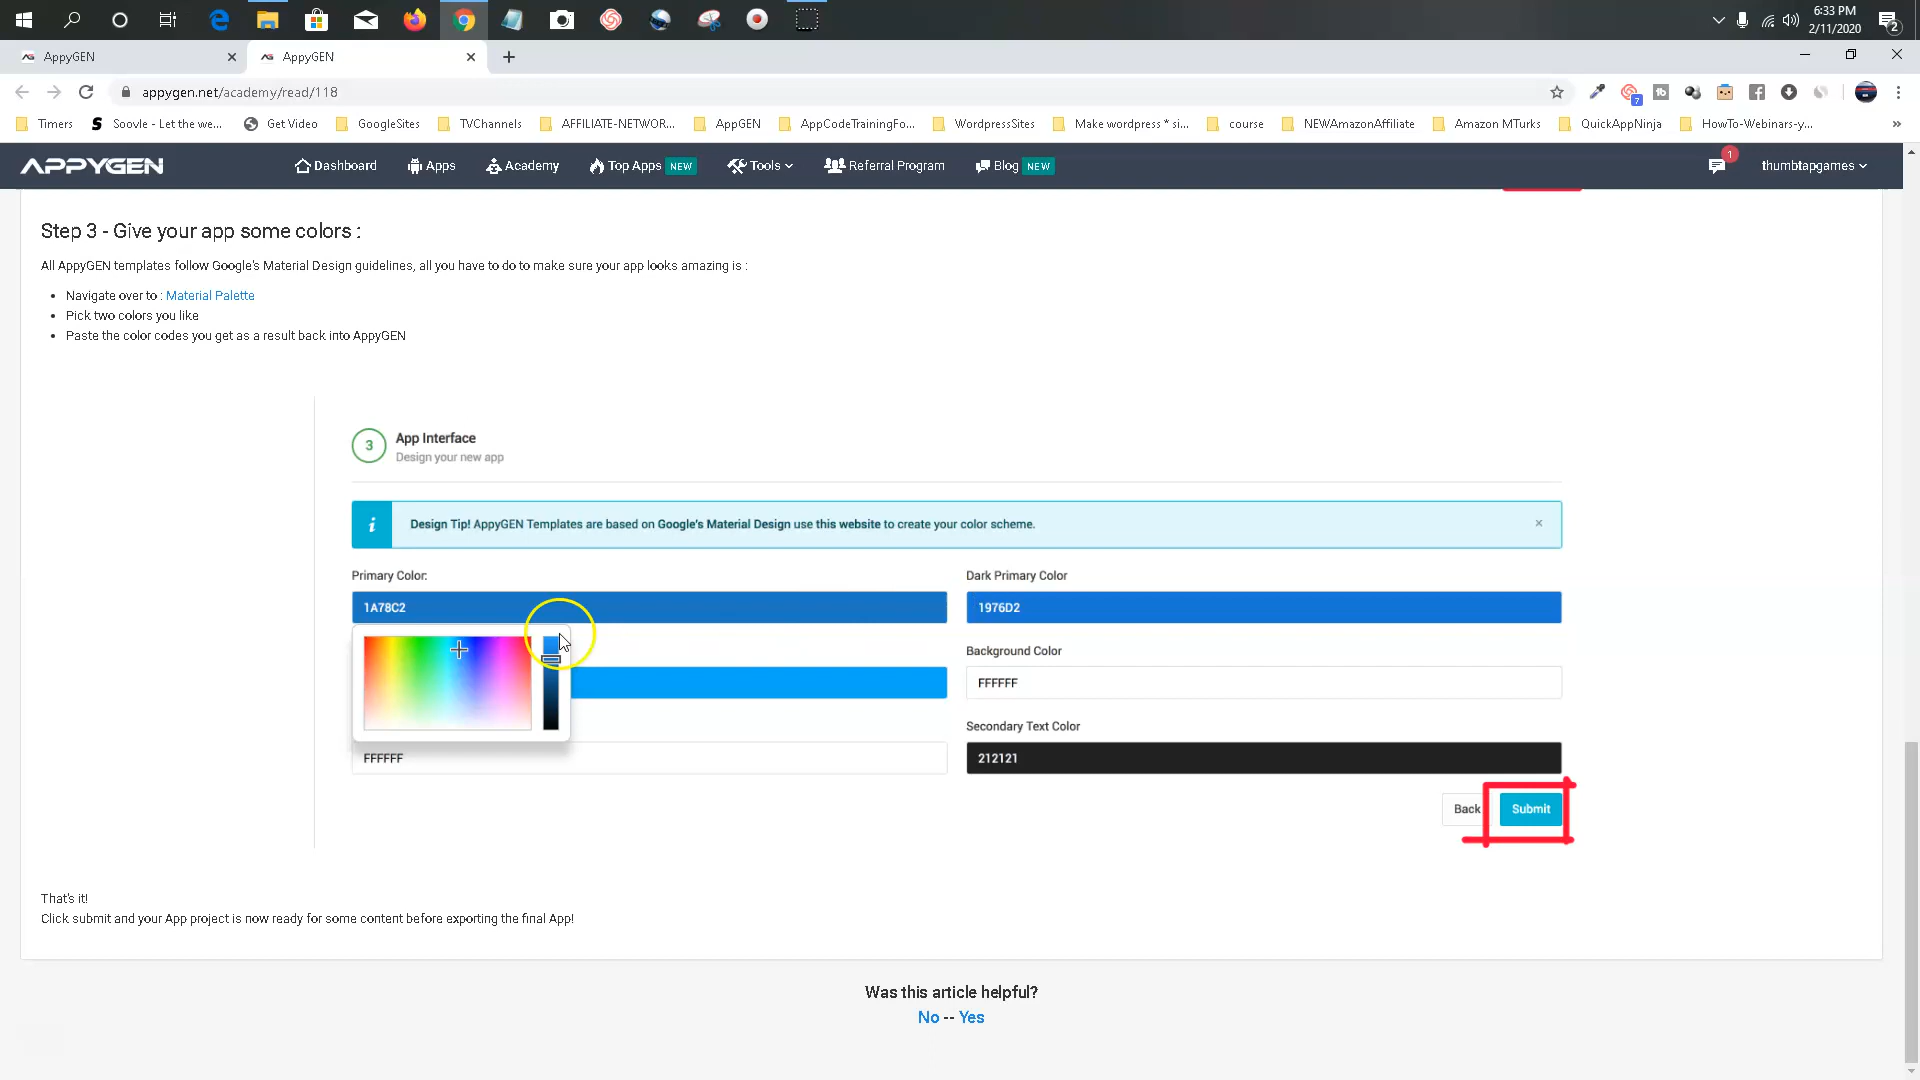 6:33 PM
2/11/2020
2
AppyGEN
AppyGEN
appygen.net/academy/read/118
7
Timers
S Soovle - Let the we...
Get Video
GoogleSites
TVChannels
AFFILIATE-NETWOR...
AppGEN
AppCodeTrainingFo...
WordpressSites
Make wordpress * si...
course
NEWAmazonAffiliate
Amazon MTurks
QuickAppNinja
HowTo-Webinars-y...
APPYGEN
Dashboard
Apps
Academy
Top Apps NEW
Tools
Referral Program
Blog NEW
1
thumbtapgames
Step 3 - Give your app some colors :
All AppyGEN templates follow Google's Material Design guidelines, all you have to do to make sure your app looks amazing is :
• Navigate over to : Material Palette
• Pick two colors you like
• Paste the color codes you get as a result back into AppyGEN
3
App Interface
Design your new app
i
Design Tip! AppyGEN Templates are based on Google's Material Design use this website to create your color scheme.
×
Primary Color:
Dark Primary Color
1A78C2
1976D2
Background Color
FFFFFF
Secondary Text Color
FFFFFF
212121
Back
Submit
That's it!
Click submit and your App project is now ready for some content before exporting the final App!
Was this article helpful?
No -- Yes